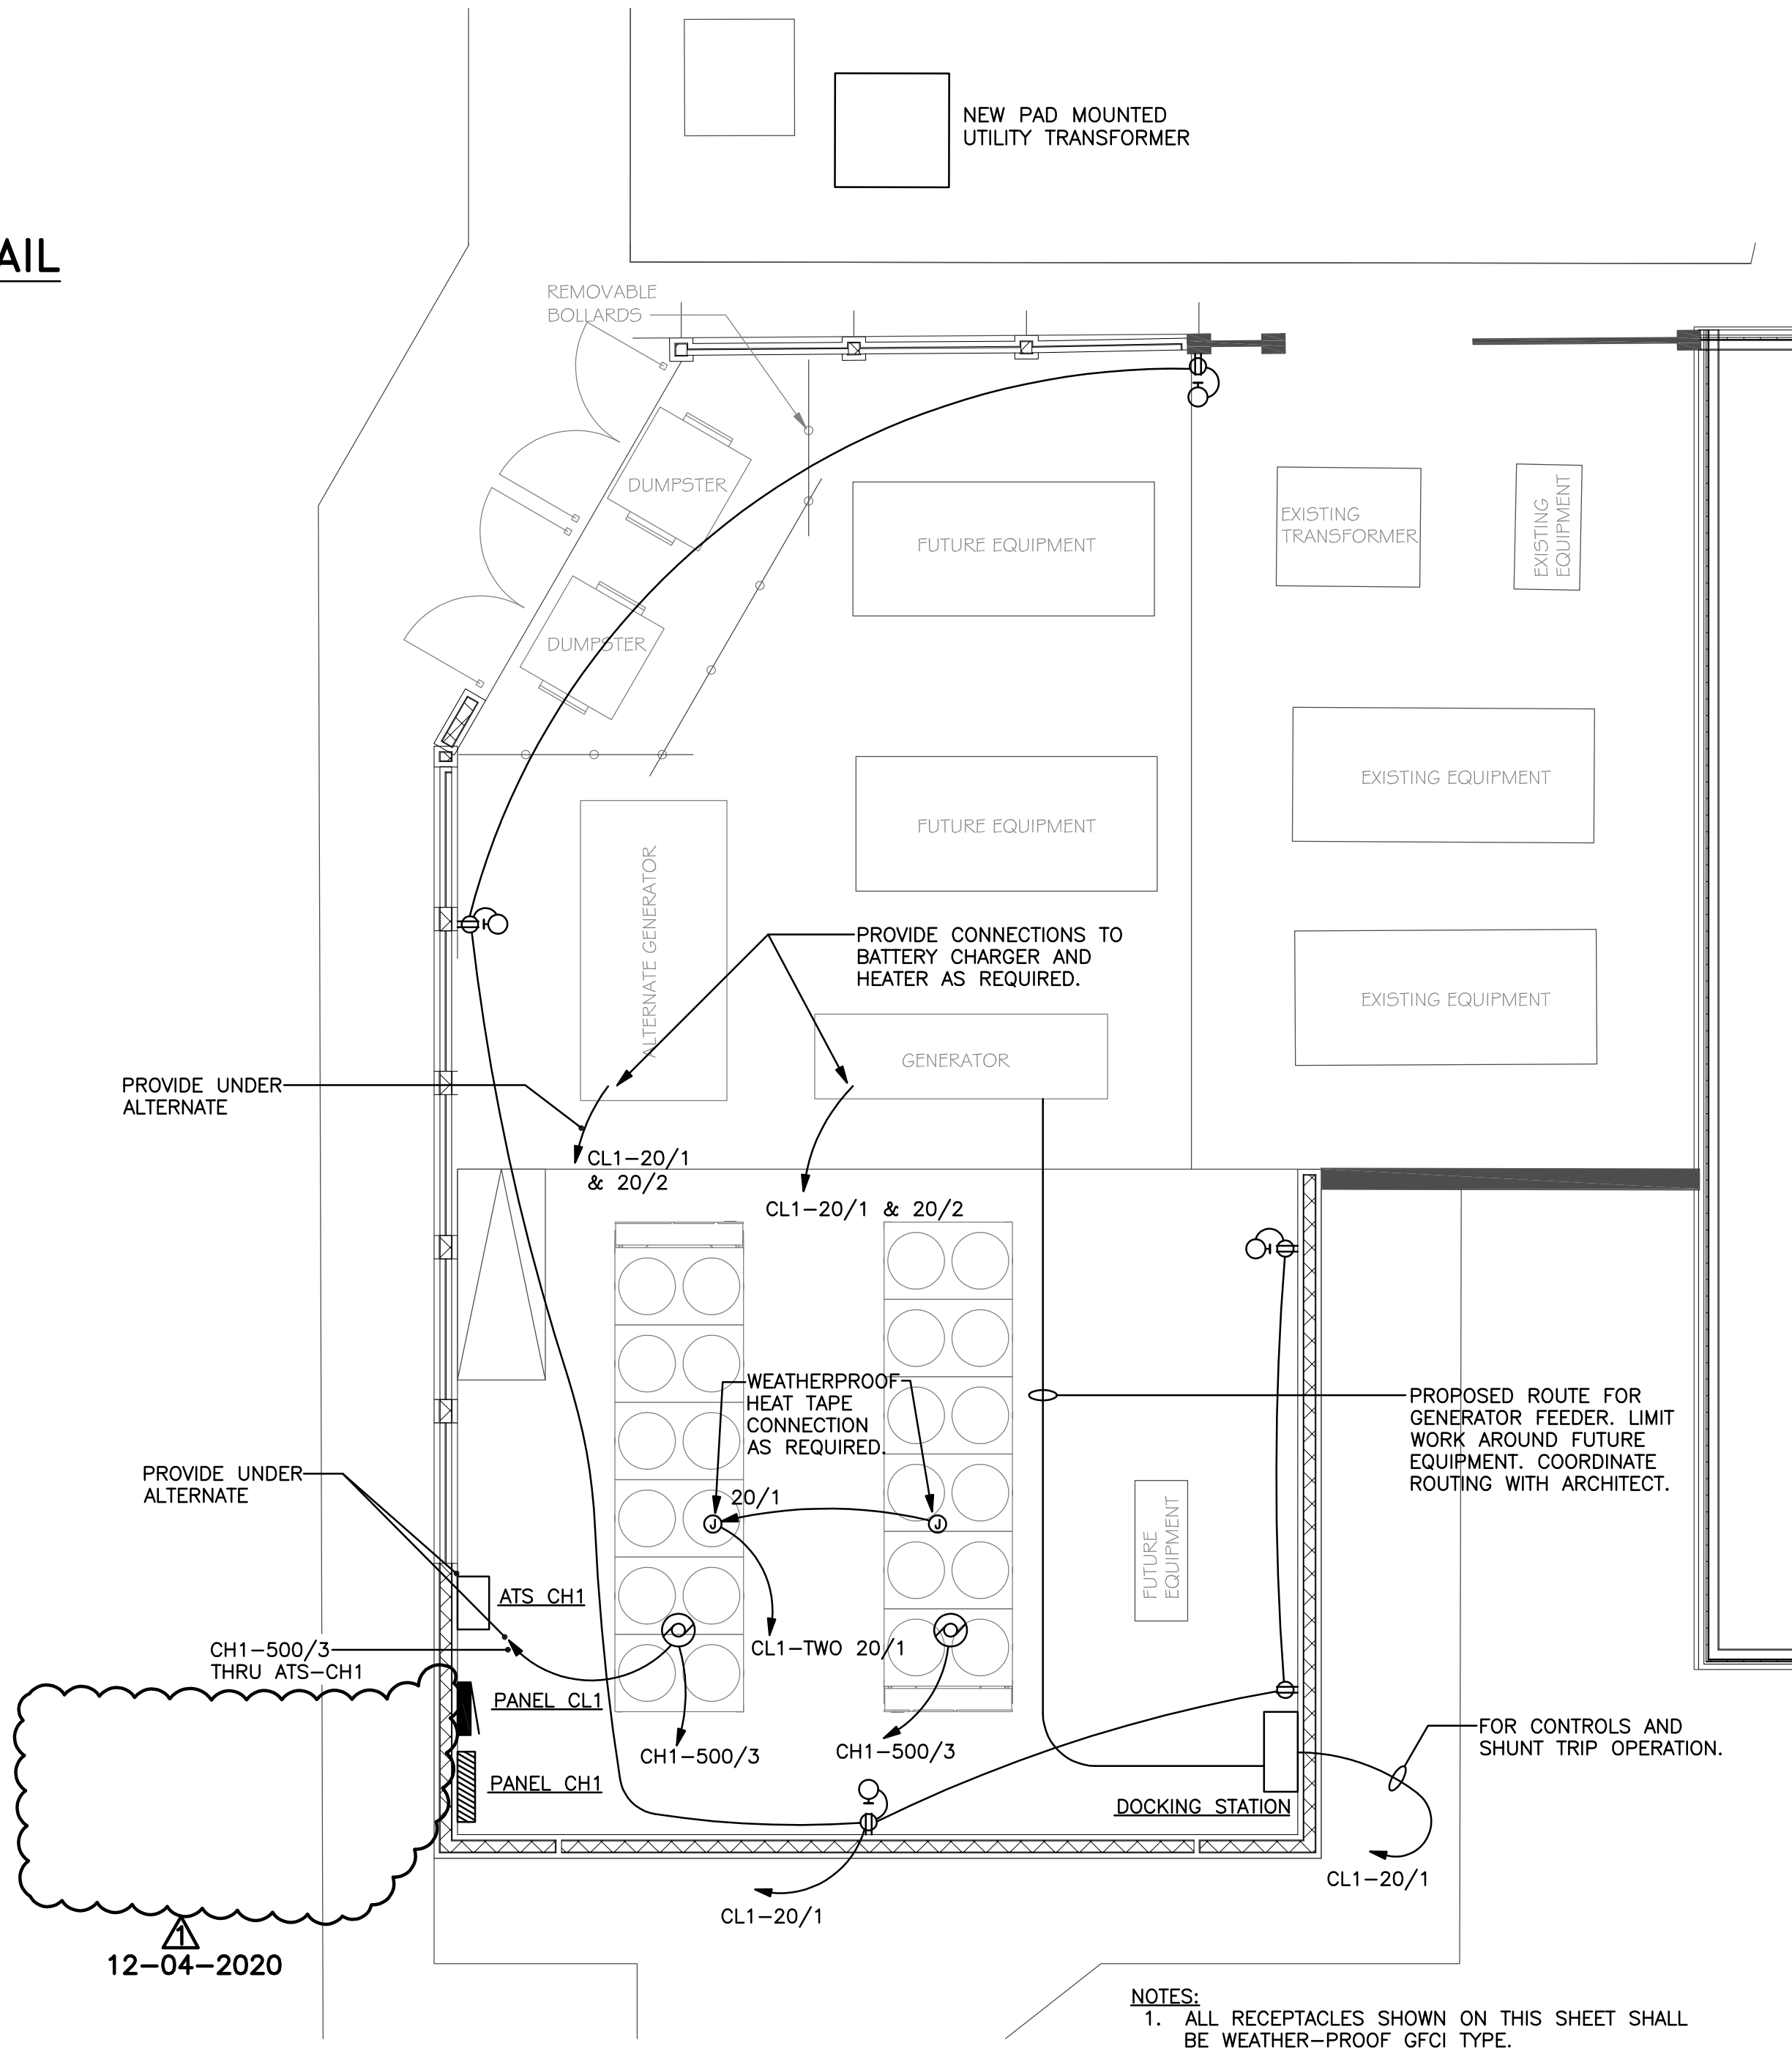 NEW PAD MOUNTED
UTILITY TRANSFORMER
AIL
REMOVABLE
BOLLARDS
DUMPSTER
DUMPSTER
FUTURE EQUIPMENT
EXISTING
TRANSFORMER
EXISTING
EQUIPMENT
FUTURE EQUIPMENT
EXISTING EQUIPMENT
ALTERNATE GENERATOR
PROVIDE CONNECTIONS TO
BATTERY CHARGER AND
HEATER AS REQUIRED.
EXISTING EQUIPMENT
GENERATOR
PROVIDE UNDER
ALTERNATE
CL1-20/1
& 20/2
CL1-20/1 & 20/2
WEATHERPROOF
HEAT TAPE
CONNECTION
AS REQUIRED.
PROPOSED ROUTE FOR
GENERATOR FEEDER. LIMIT
WORK AROUND FUTURE
EQUIPMENT. COORDINATE
ROUTING WITH ARCHITECT.
PROVIDE UNDER
ALTERNATE
20/1
J
J
FUTURE
EQUIPMENT
ATS CH1
CL1-TWO 20/1
CH1-500/3
THRU ATS-CH1
PANEL CL1
CH1-500/3
CH1-500/3
FOR CONTROLS AND
SHUNT TRIP OPERATION.
PANEL CH1
DOCKING STATION
CL1-20/1
CL1-20/1
1
12-04-2020
NOTES:
1. ALL RECEPTACLES SHOWN ON THIS SHEET SHALL
BE WEATHER-PROOF GFCI TYPE.